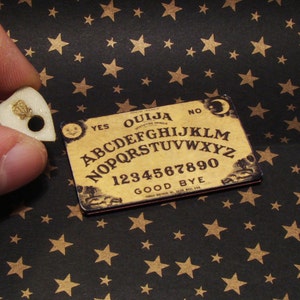 OUIJA
YES NO
ABCDEFGHIJKLM
NOPQRSTUVWXYZ
1234567890
GOOD BYE